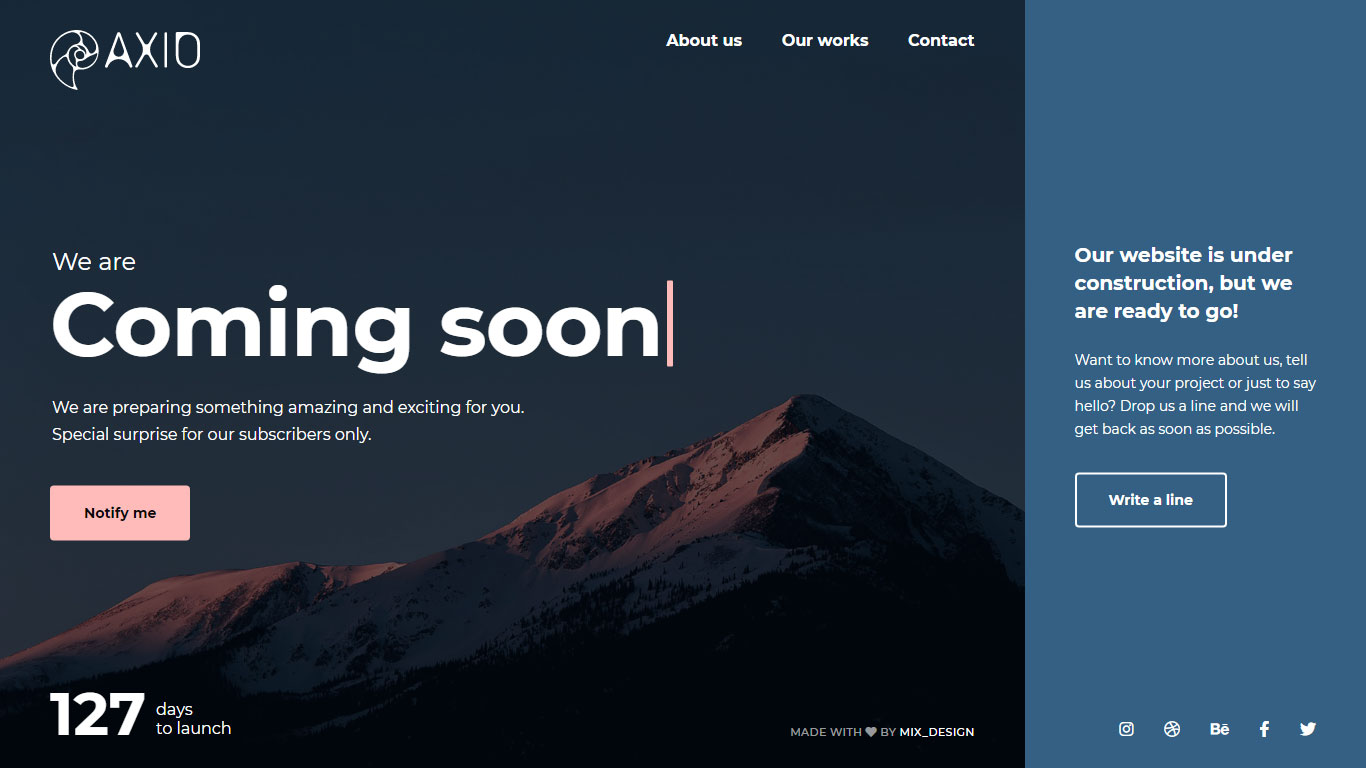 AXIO
About us
Our works
Contact
We are
Coming soon
We are preparing something amazing and exciting for you.
Special surprise for our subscribers only.
Notify me
127
days
to launch
MADE WITH BY MIX_DESIGN
Our website is under
construction, but we
are ready to go!
Want to know more about us, tell
us about your project or just to say
hello? Drop us a line and we will
get back as soon as possible.
Write a line
Bē